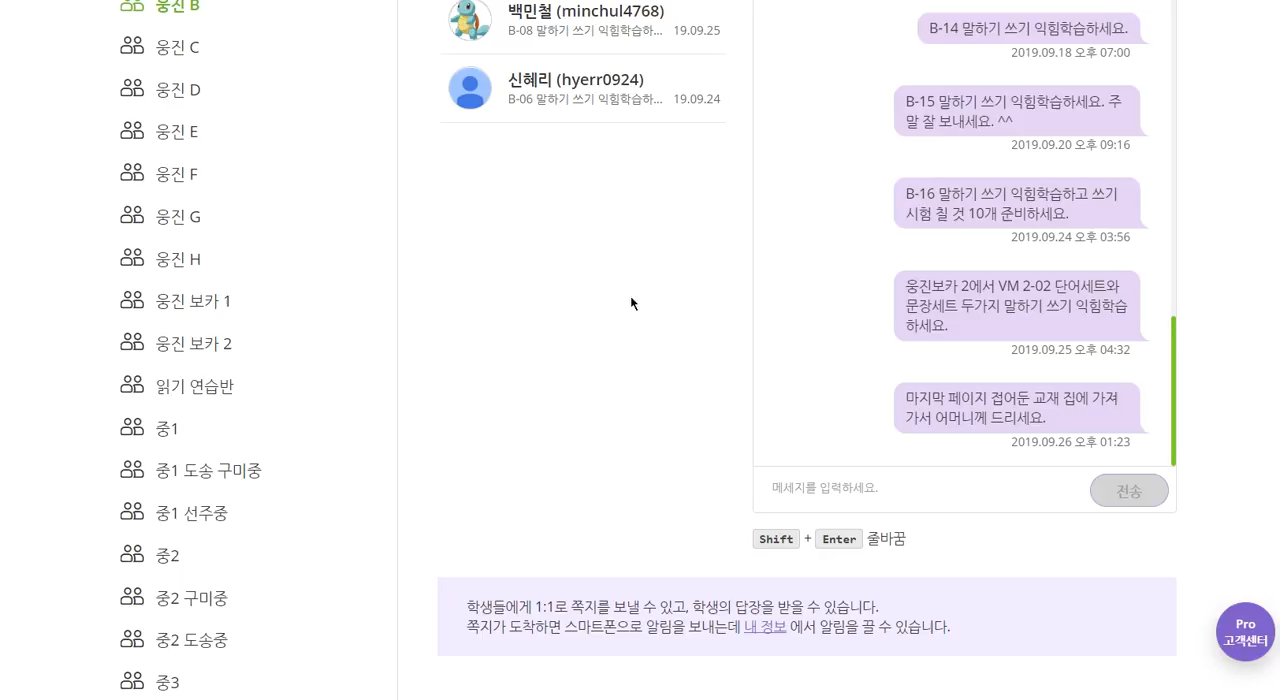 웅진 B
웅진 C
웅진 D
웅진 E
웅진 F
웅진 G
웅진 H
웅진 보카 1
웅진 보카 2
읽기 연습반
중1
중1 도송 구미중
중1 선주중
중2
중2 구미중
중2 도송중
중3
백민철 (minchul4768)
B-08 말하기 쓰기 익힘학습하... 19.09.25
신혜리 (hyerr0924)
B-06 말하기 쓰기 익힘학습하... 19.09.24
B-14 말하기 쓰기 익힘학습하세요.
2019.09.18 오후 07:00
B-15 말하기 쓰기 익힘학습하세요. 주
말 잘 보내세요. ^^
2019.09.20 오후 09:16
B-16 말하기 쓰기 익힘학습하고 쓰기
시험 칠 것 10개 준비하세요.
2019.09.24 오후 03:56
웅진보카 2에서 VM 2-02 단어세트와
문장세트 두가지 말하기 쓰기 익힘학습
하세요.
2019.09.25 오후 04:32
마지막 페이지 접어둔 교재 집에 가져
가서 어머니께 드리세요.
2019.09.26 오후 01:23
메세지를 입력하세요.
전송
Shift + Enter 줄바꿈
학생들에게 1:1로 쪽지를 보낼 수 있고, 학생의 답장을 받을 수 있습니다.
쪽지가 도착하면 스마트폰으로 알림을 보내는데 내 정보 에서 알림을 끌 수 있습니다.
Pro
고객센터